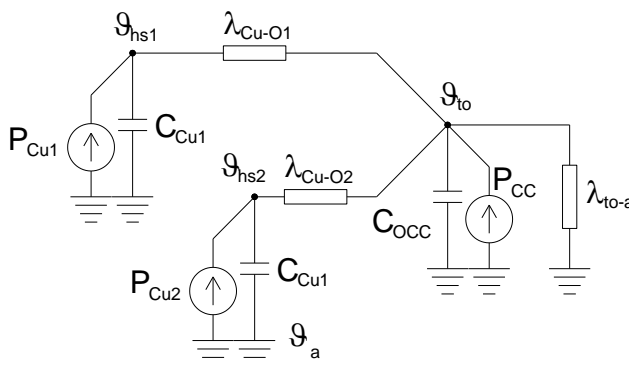 ϑhs1
λCu-O1
PCu1
CCu1
ϑto
ϑhs2
λCu-O2
PCC
COCC
λto-a
PCu2
CCu1
ϑa